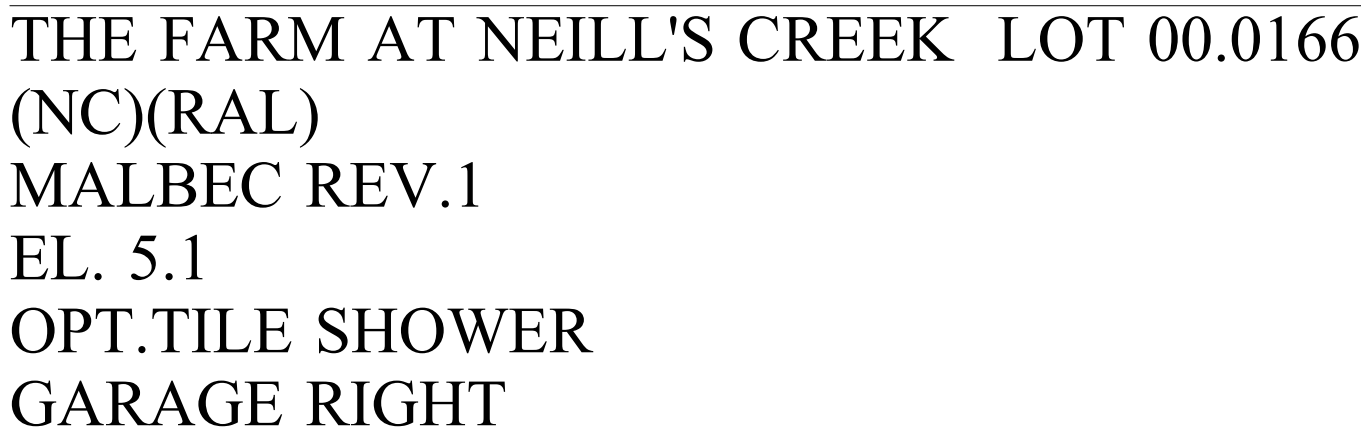 THE FARM AT NEILL'S CREEK  LOT 00.0166
(NC)(RAL)
MALBEC REV.1
EL. 5.1
OPT.TILE SHOWER
GARAGE RIGHT